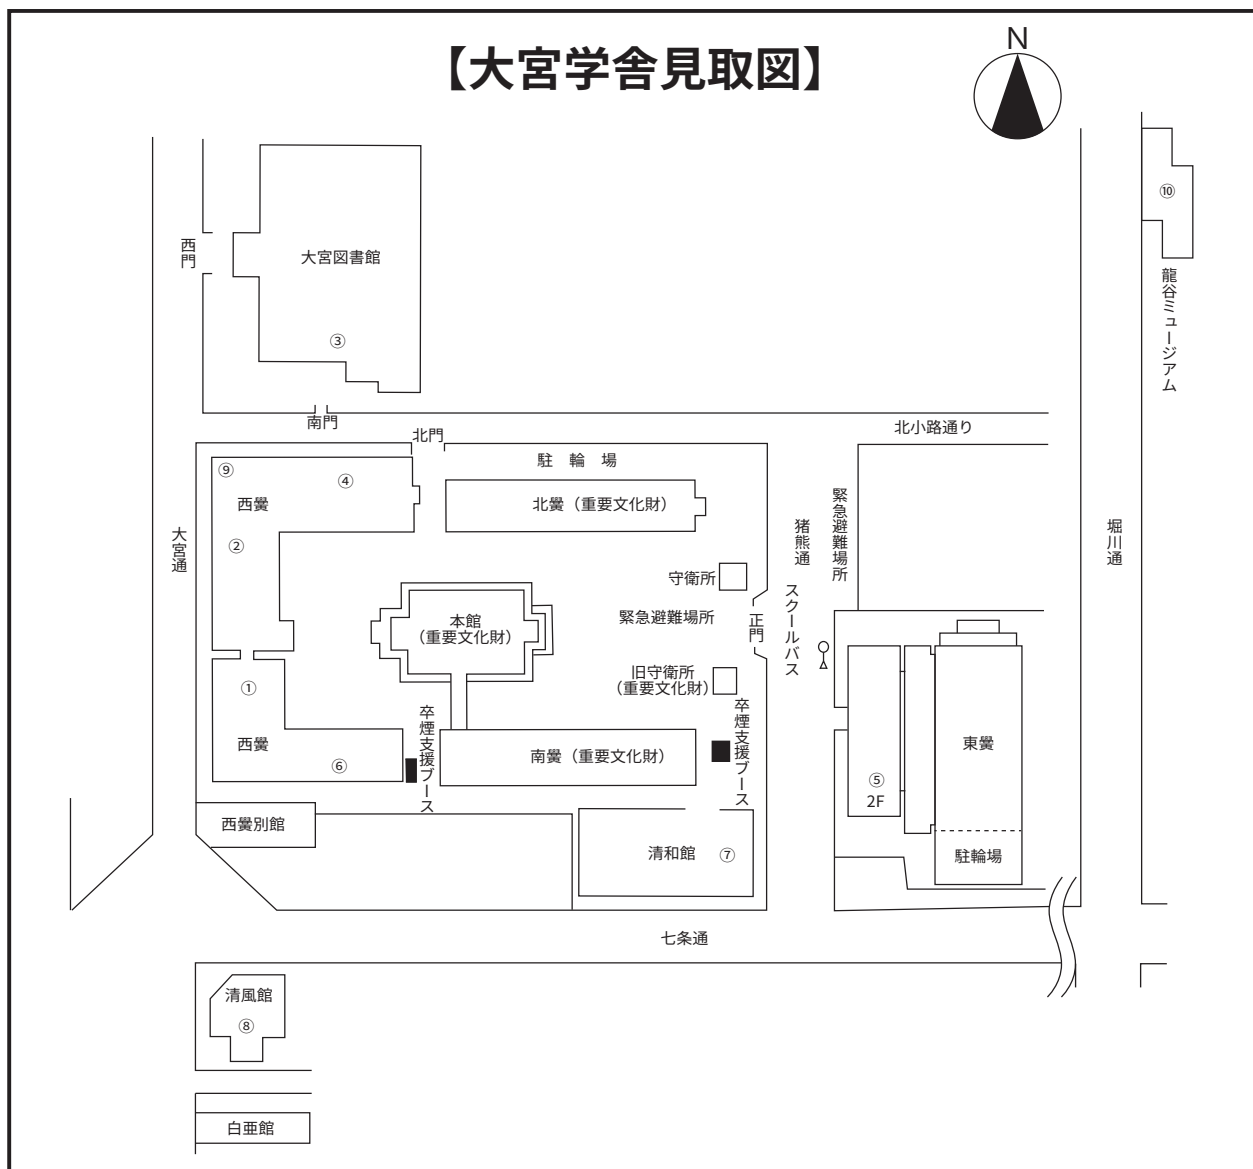 【大宮学舎見取図】
N
⑩
西門
大宮図書館
③
龍谷ミュージアム
南門
北門
北小路通り
駐 輪 場
⑨
④
西黌
②
北黌（重要文化財）
大宮通
猪熊通
緊急避難場所
堀川通
守衛所
スクールバス
緊急避難場所
正門
本館
（重要文化財）
旧守衛所
（重要文化財）
①
西黌
⑥
卒煙支援ブース
南黌（重要文化財）
卒煙支援ブース
東黌
⑤
2F
西黌別館
清和館
⑦
駐輪場
七条通
清風館
⑧
白亜館